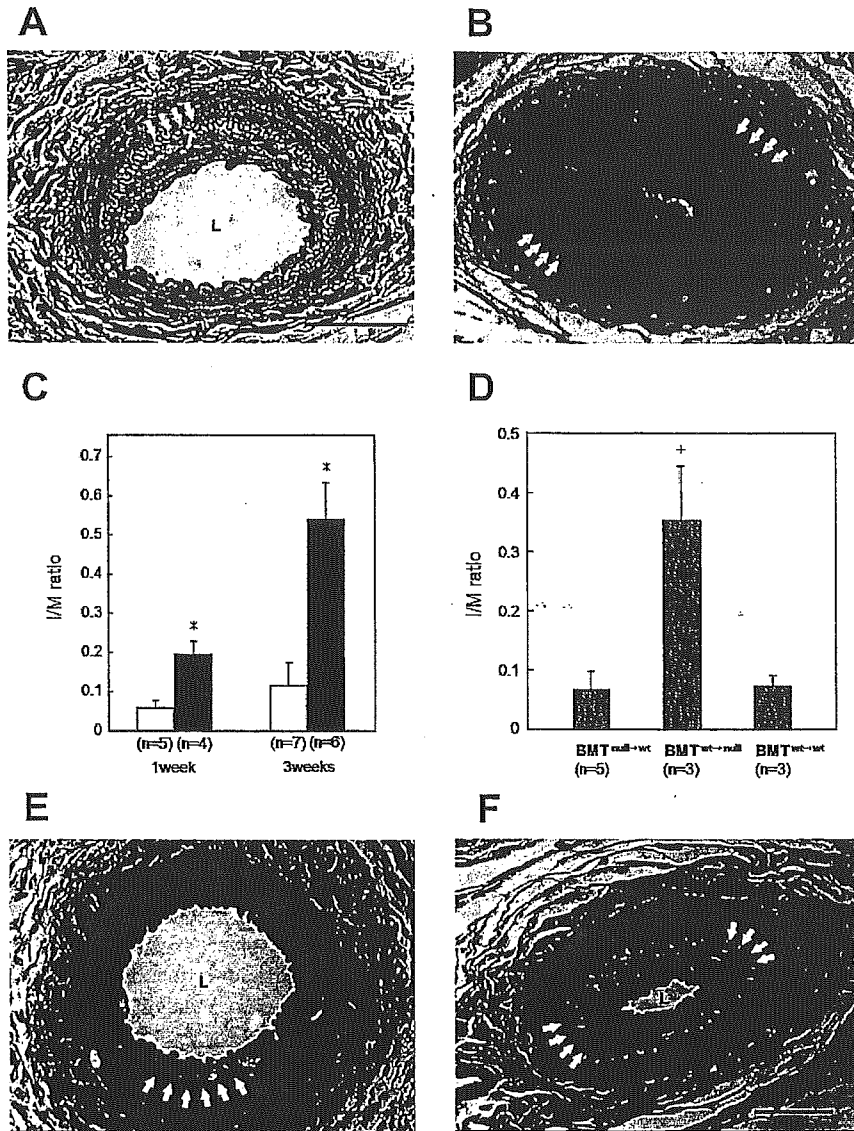 A
B
L
C
D
0.7
0.6
0.5
0.4
0.3
0.2
0.1
0
I/M ratio
*
*
(n=5) (n=4)
(n=7) (n=6)
1week
3weeks
0.5
0.4
0.3
0.2
0.1
0
I/M ratio
+
BMT null→wt
BMT wt→null
BMT wt→wt
(n=5)
(n=3)
(n=3)
E
F
L
L